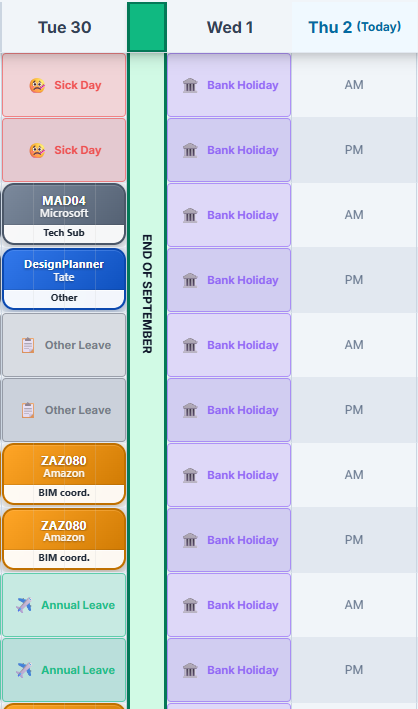 Tue 30
Wed 1
Thu 2 (Today)
Sick Day
Bank Holiday
AM
Sick Day
Bank Holiday
PM
MAD04
Microsoft
Tech Sub
Bank Holiday
AM
DesignPlanner
Tate
Other
Bank Holiday
PM
END OF SEPTEMBER
Other Leave
Bank Holiday
AM
Other Leave
Bank Holiday
PM
ZAZ080
Amazon
BIM coord.
Bank Holiday
AM
ZAZ080
Amazon
BIM coord.
Bank Holiday
PM
Annual Leave
Bank Holiday
AM
Annual Leave
Bank Holiday
PM